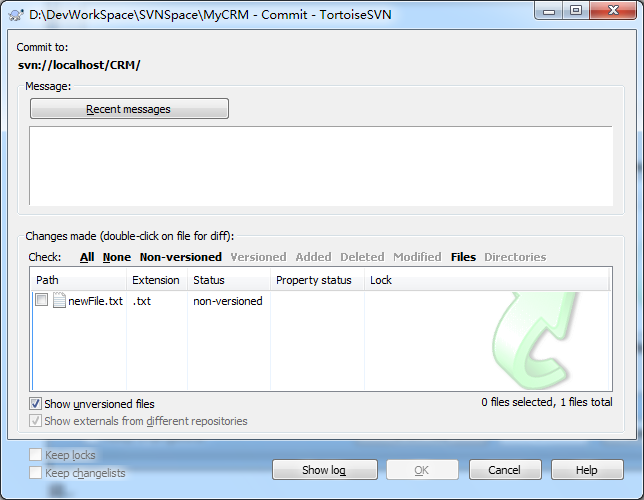 D:\DevWorkSpace\SVNSpace\MyCRM - Commit - TortoiseSVN
Commit to:
svn://localhost/CRM/
Message:
Recent messages
Changes made (double-click on file for diff):
Check: All None Non-versioned Versioned Added Deleted Modified Files Directories
Path Extension Status Property status Lock
newFile.txt .txt non-versioned
Show unversioned files 0 files selected, 1 files total
Show externals from different repositories
Keep locks
Keep changelists
Show log OK Cancel Help